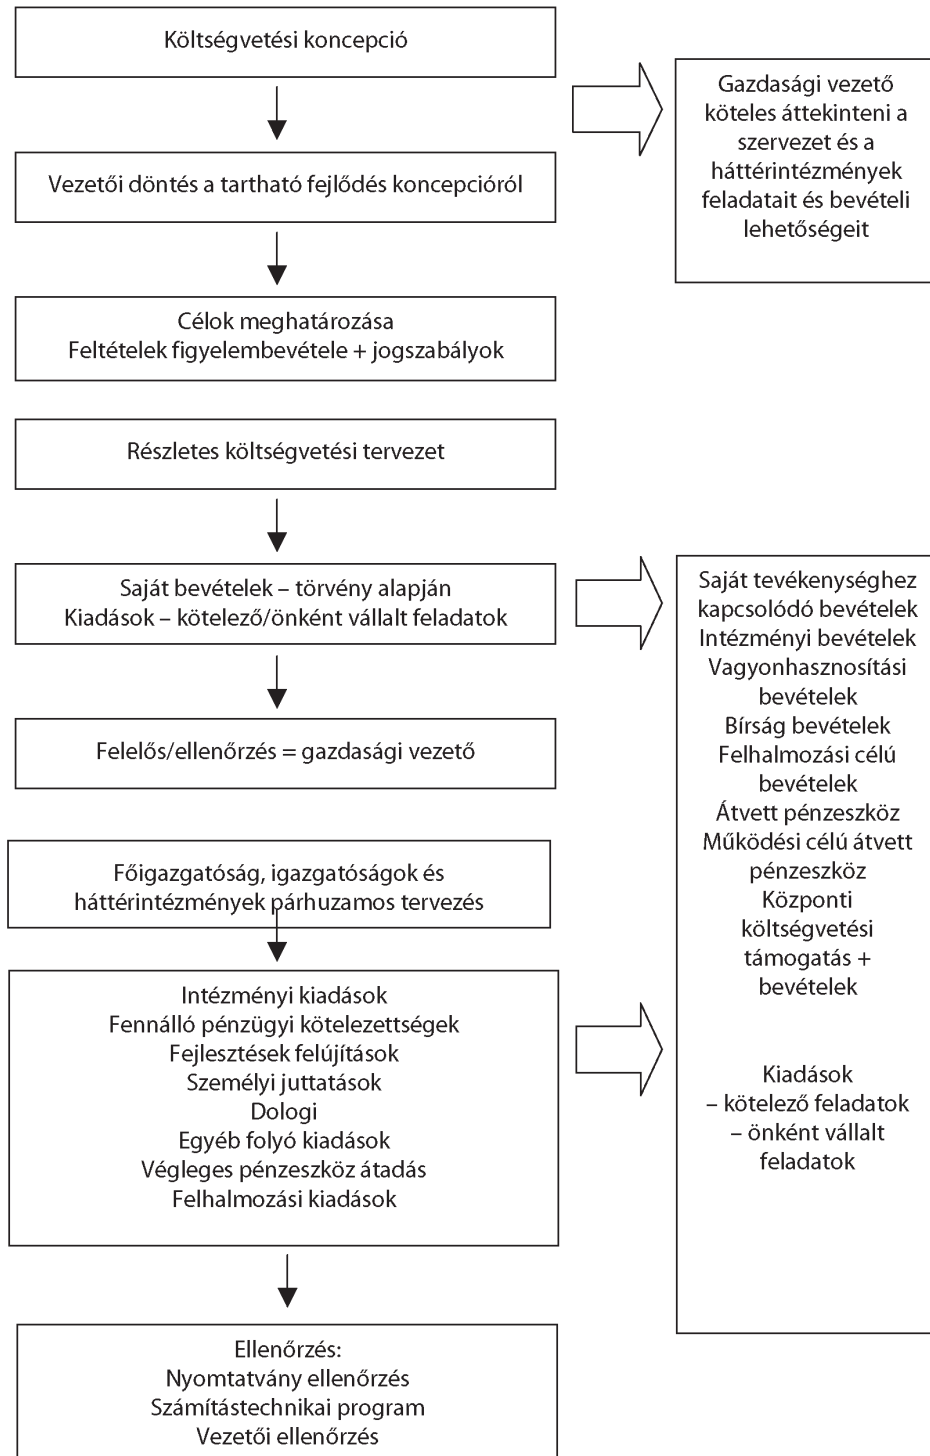 Költségvetési koncepció
Gazdasági vezető
köteles áttekinteni a
szervezet és a
háttérintézmények
feladatait és bevételi
lehetőségeit
Vezetői döntés a tartható fejlődés koncepcióról
Célok meghatározása
Feltételek figyelembevétele + jogszabályok
Részletes költségvetési tervezet
Saját bevételek – törvény alapján
Kiadások – kötelező/önként vállalt feladatok
Saját tevékenységhez
kapcsolódó bevételek
Intézményi bevételek
Vagyonhasznosítási
bevételek
Bírság bevételek
Felhalmozási célú
bevételek
Átvett pénzeszköz
Működési célú átvett
pénzeszköz
Központi
költségvetési
támogatás +
bevételek
Kiadások
– kötelező feladatok
– önként vállalt
feladatok
Felelős/ellenőrzés = gazdasági vezető
Főigazgatóság, igazgatóságok és
háttérintézmények párhuzamos tervezés
Intézményi kiadások
Fennálló pénzügyi kötelezettségek
Fejlesztések felújítások
Személyi juttatások
Dologi
Egyéb folyó kiadások
Végleges pénzeszköz átadás
Felhalmozási kiadások
Ellenőrzés:
Nyomtatvány ellenőrzés
Számítástechnikai program
Vezetői ellenőrzés